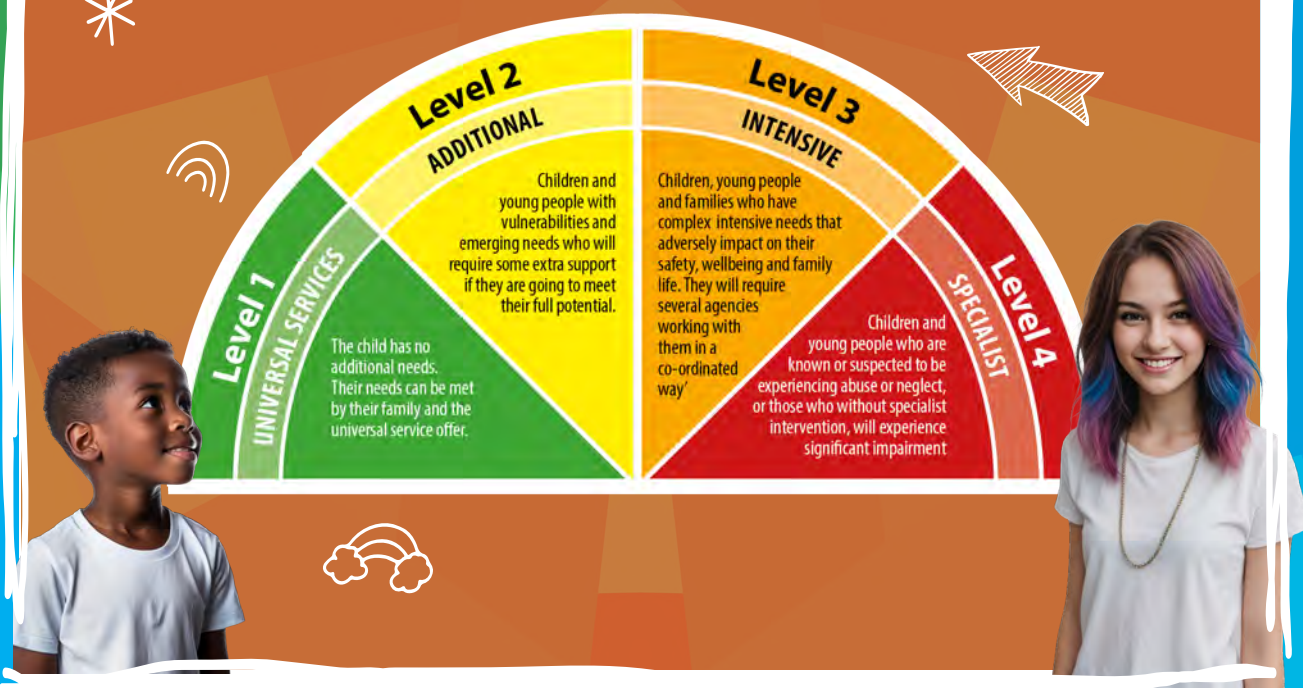 Level 1
UNIVERSAL SERVICES
The child has no
additional needs.
Their needs can be met
by their family and the
universal service offer.
Level 2
ADDITIONAL
Children and
young people with
vulnerabilities and
emerging needs who will
require some extra support
if they are going to meet
their full potential.
Level 3
INTENSIVE
Children, young people
and families who have
complex intensive needs that
adversely impact on their
safety, wellbeing and family
life. They will require
several agencies
working with
them in a
co-ordinated
way’
Level 4
SPECIALIST
Children and
young people who are
known or suspected to be
experiencing abuse or neglect,
or those who without specialist
intervention, will experience
significant impairment